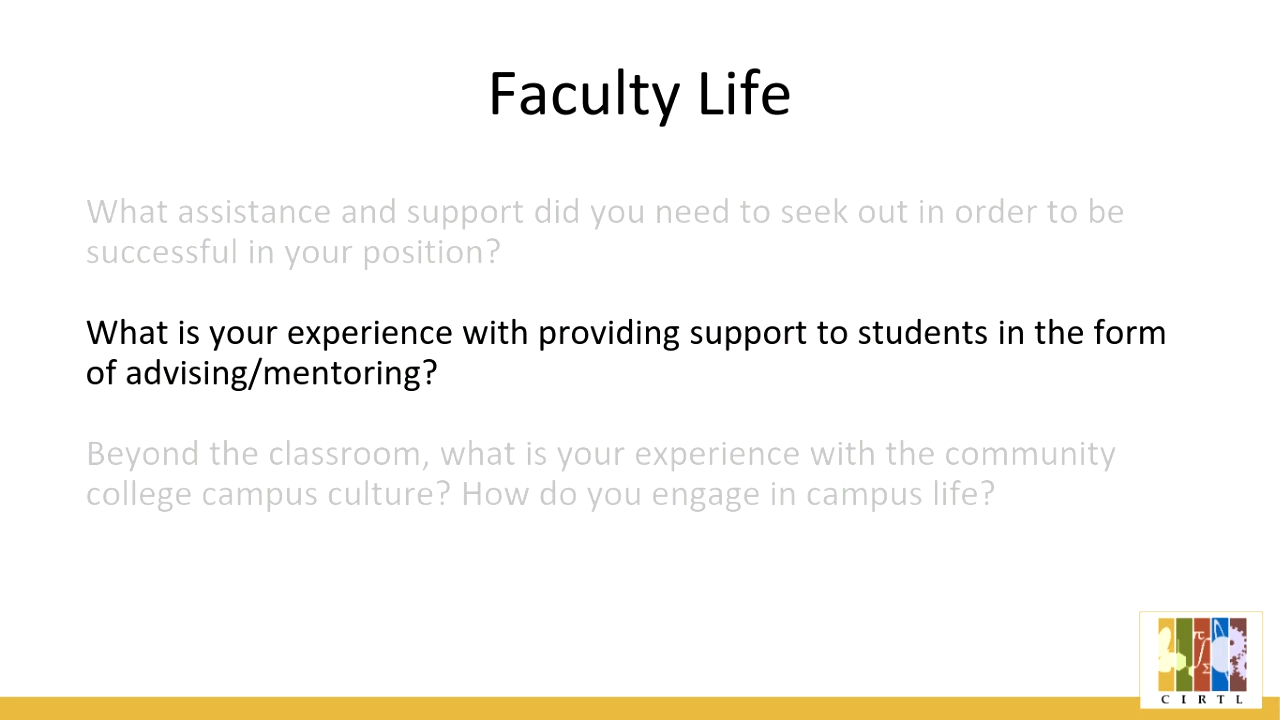 Faculty Life
What assistance and support did you need to seek out in order to be
successful in your position?
What is your experience with providing support to students in the form
of advising/mentoring?
Beyond the classroom, what is your experience with the community
college campus culture? How do you engage in campus life?
π
∫
Σ
CIRTL